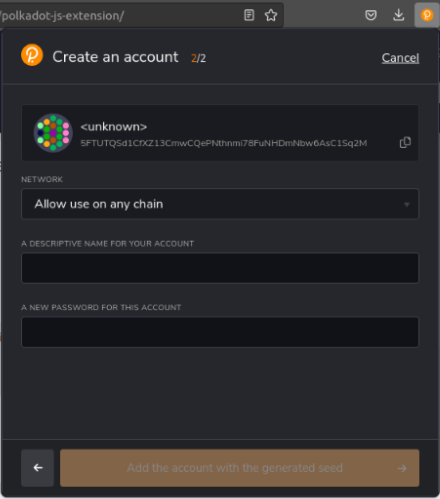 /polkadot-js-extension/
Create an account 2/2 Cancel
<unknown>
5FTUTQSd1CfXZ13CmwCQePNthnmi78FuNHDmNbw6AsC1Sq2M
NETWORK
Allow use on any chain
A DESCRIPTIVE NAME FOR YOUR ACCOUNT
A NEW PASSWORD FOR THIS ACCOUNT
Add the account with the generated seed